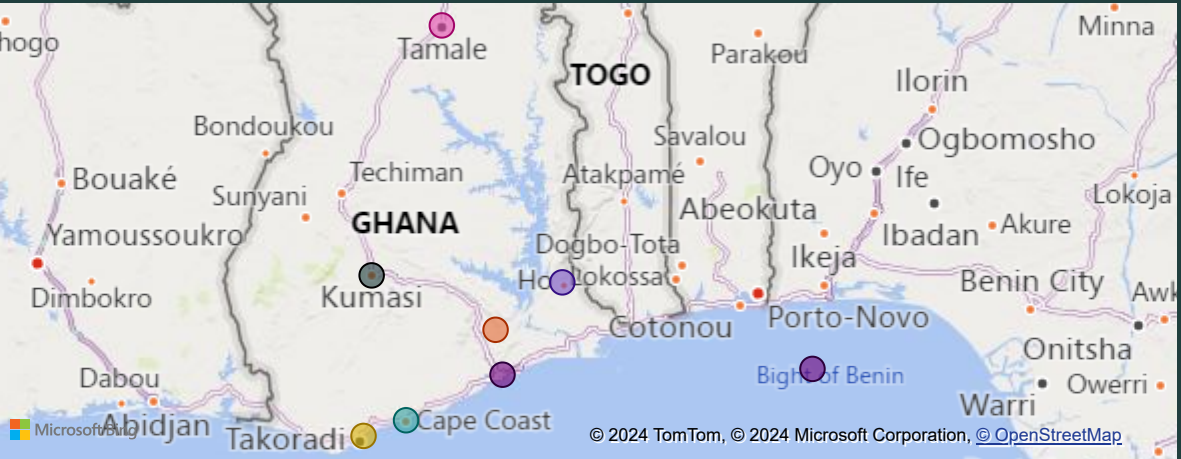 hogo
Tamale
TOGO
Parakou
Minna
Ilorin
Bondoukou
Savalou
Ogbomosho
Bouaké
Techiman
Atakpamé
Oyo
Ife
Lokoja
Sunyani
GHANA
Abeokuta
Akure
Yamoussoukro
Dogbo-Tota
Ibadan
Ikeja
Ho
Lokossa
Benin City
Dimbokro
Kumasi
Awk
Cotonou
Porto-Novo
Onitsha
Dabou
Bight of Benin
Owerri
Warri
Abidjan
Cape Coast
Microsoft Bing
Takoradi
© 2024 TomTom, © 2024 Microsoft Corporation, © OpenStreetMap